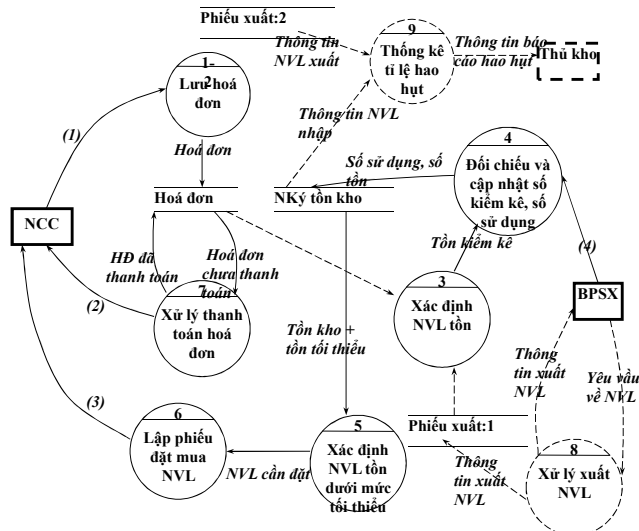 Phiếu xuất:2
Thông tin
NVL xuất
9
Thống kê
tỉ lệ hao
hụt
Thông tin báo
cáo hao hụt
Thủ kho
1-
2
Lưu hoá
đơn
(1)
Thông tin NVL
nhập
Hoá đơn
Số sử dụng, số
tồn
4
Đối chiếu và
cập nhật số
kiểm kê, số
sử dụng
Hoá đơn
NKý tồn kho
NCC
HĐ đã
thanh toán
Hoá đơn
chưa thanh
toán
Tồn kiểm kê
(4)
7
Xử lý thanh
toán hoá
đơn
(2)
3
Xác định
NVL tồn
BPSX
Tồn kho +
tồn tối thiểu
Thông
tin xuất
NVL
Yêu vầu
về NVL
(3)
6
Lập phiếu
đặt mua
NVL
NVL cần đặt
5
Xác định
NVL tồn
dưới mức
tối thiểu
Phiếu xuất:1
Thông
tin xuất
NVL
8
Xử lý xuất
NVL